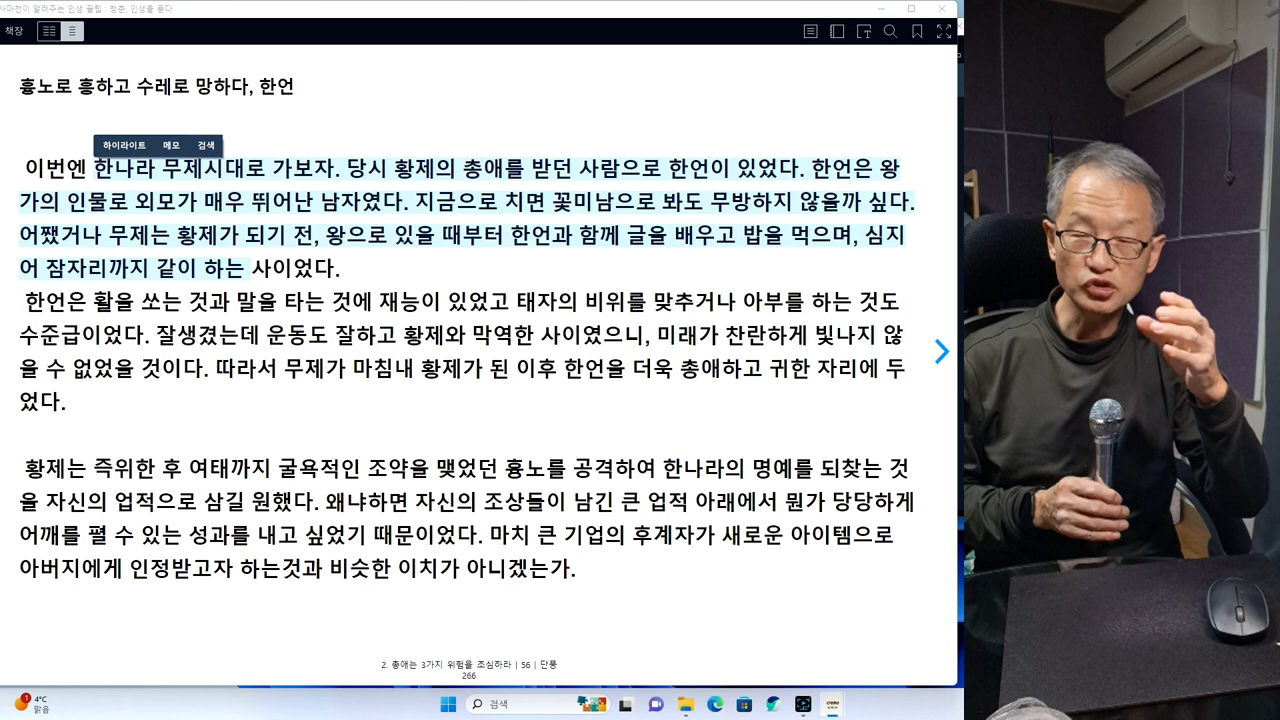 사마천이 알려주는 인생 꿀팁 : 청춘, 인생을 묻다
책장
흉노로 흥하고 수레로 망하다, 한언
하이라이트 메모 검색
이번엔 한나라 무제시대로 가보자. 당시 황제의 총애를 받던 사람으로 한언이 있었다. 한언은 왕
가의 인물로 외모가 매우 뛰어난 남자였다. 지금으로 치면 꽃미남으로 봐도 무방하지 않을까 싶다.
어쨌거나 무제는 황제가 되기 전, 왕으로 있을 때부터 한언과 함께 글을 배우고 밥을 먹으며, 심지
어 잠자리까지 같이 하는 사이였다.
한언은 활을 쏘는 것과 말을 타는 것에 재능이 있었고 태자의 비위를 맞추거나 아부를 하는 것도
수준급이었다. 잘생겼는데 운동도 잘하고 황제와 막역한 사이였으니, 미래가 찬란하게 빛나지 않
을 수 없었을 것이다. 따라서 무제가 마침내 황제가 된 이후 한언을 더욱 총애하고 귀한 자리에 두
었다.
황제는 즉위한 후 여태까지 굴욕적인 조약을 맺었던 흉노를 공격하여 한나라의 명예를 되찾는 것
을 자신의 업적으로 삼길 원했다. 왜냐하면 자신의 조상들이 남긴 큰 업적 아래에서 뭔가 당당하게
어깨를 펼 수 있는 성과를 내고 싶었기 때문이었다. 마치 큰 기업의 후계자가 새로운 아이템으로
아버지에게 인정받고자 하는것과 비슷한 이치가 아니겠는가.
2. 총애는 3가지 위험을 조심하라 | 56 | 단풍
266
1
4°C
맑음
검색